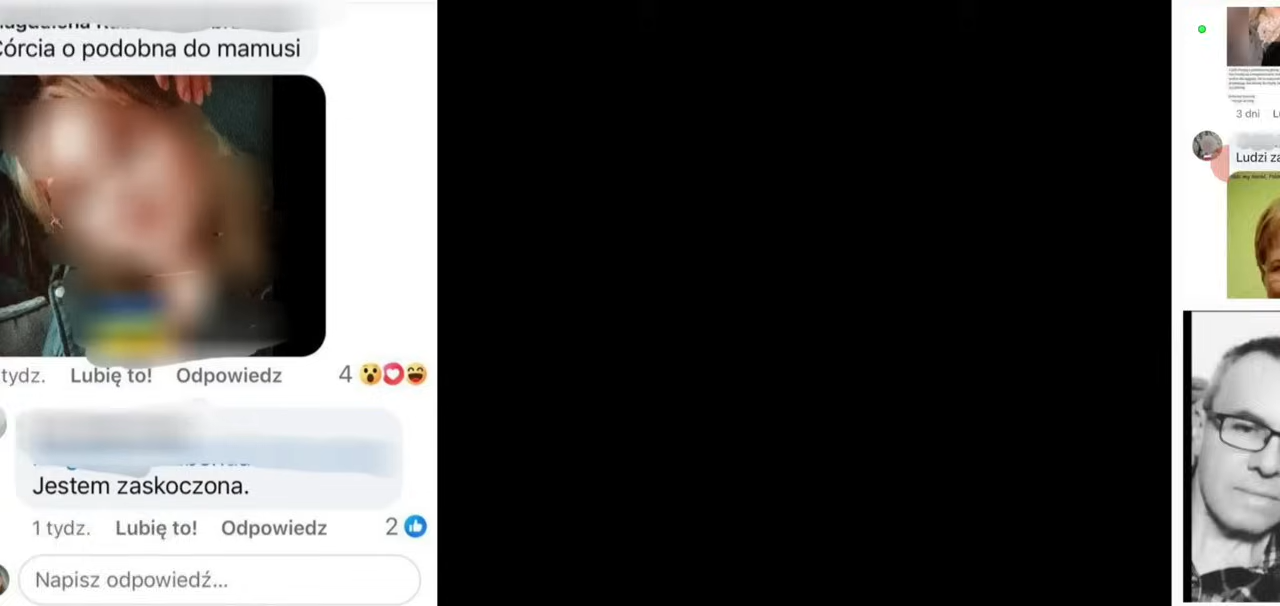 Córcia o podobna do mamusi
tydz. Lubię to! Odpowiedz 4
Jestem zaskoczona.
1 tydz. Lubię to! Odpowiedz 2
Napisz odpowiedź...
3 dni
Ludzi